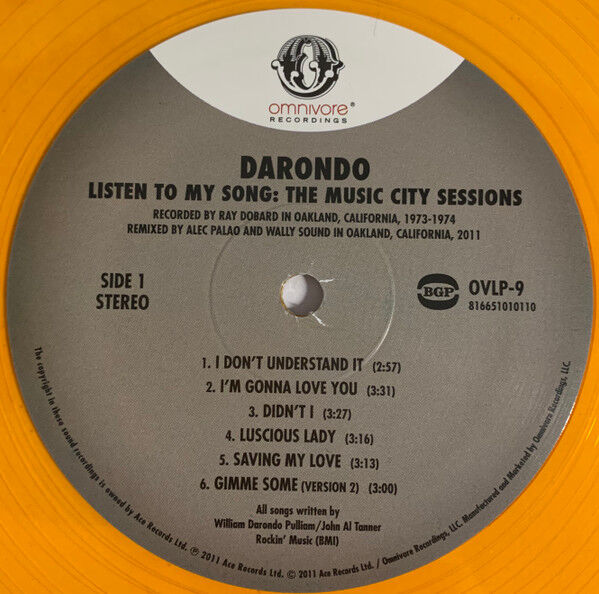 omnivore®
RECORDINGS
DARONDO
LISTEN TO MY SONG: THE MUSIC CITY SESSIONS
RECORDED BY RAY DOBARD IN OAKLAND, CALIFORNIA, 1973-1974
REMIXED BY ALEC PALAO AND WALLY SOUND IN OAKLAND, CALIFORNIA, 2011
SIDE 1
STEREO
BGP
OVLP-9
816651010110
1. I DON'T UNDERSTAND IT (2:57)
2. I'M GONNA LOVE YOU (3:31)
3. DIDN'T I (3:27)
4. LUSCIOUS LADY (3:16)
5. SAVING MY LOVE (3:13)
6. GIMME SOME (VERSION 2) (3:00)
All songs written by
William Darondo Pulliam/John Al Tanner
Rockin' Music (BMI)
The copyright in these sound recordings is owned by Ace Records Ltd. ℗ 2011 Ace Records Ltd. © 2011 Ace Records Ltd. / Omnivore Recordings, LLC. Manufactured and Marketed by Omnivore Recordings, LLC.